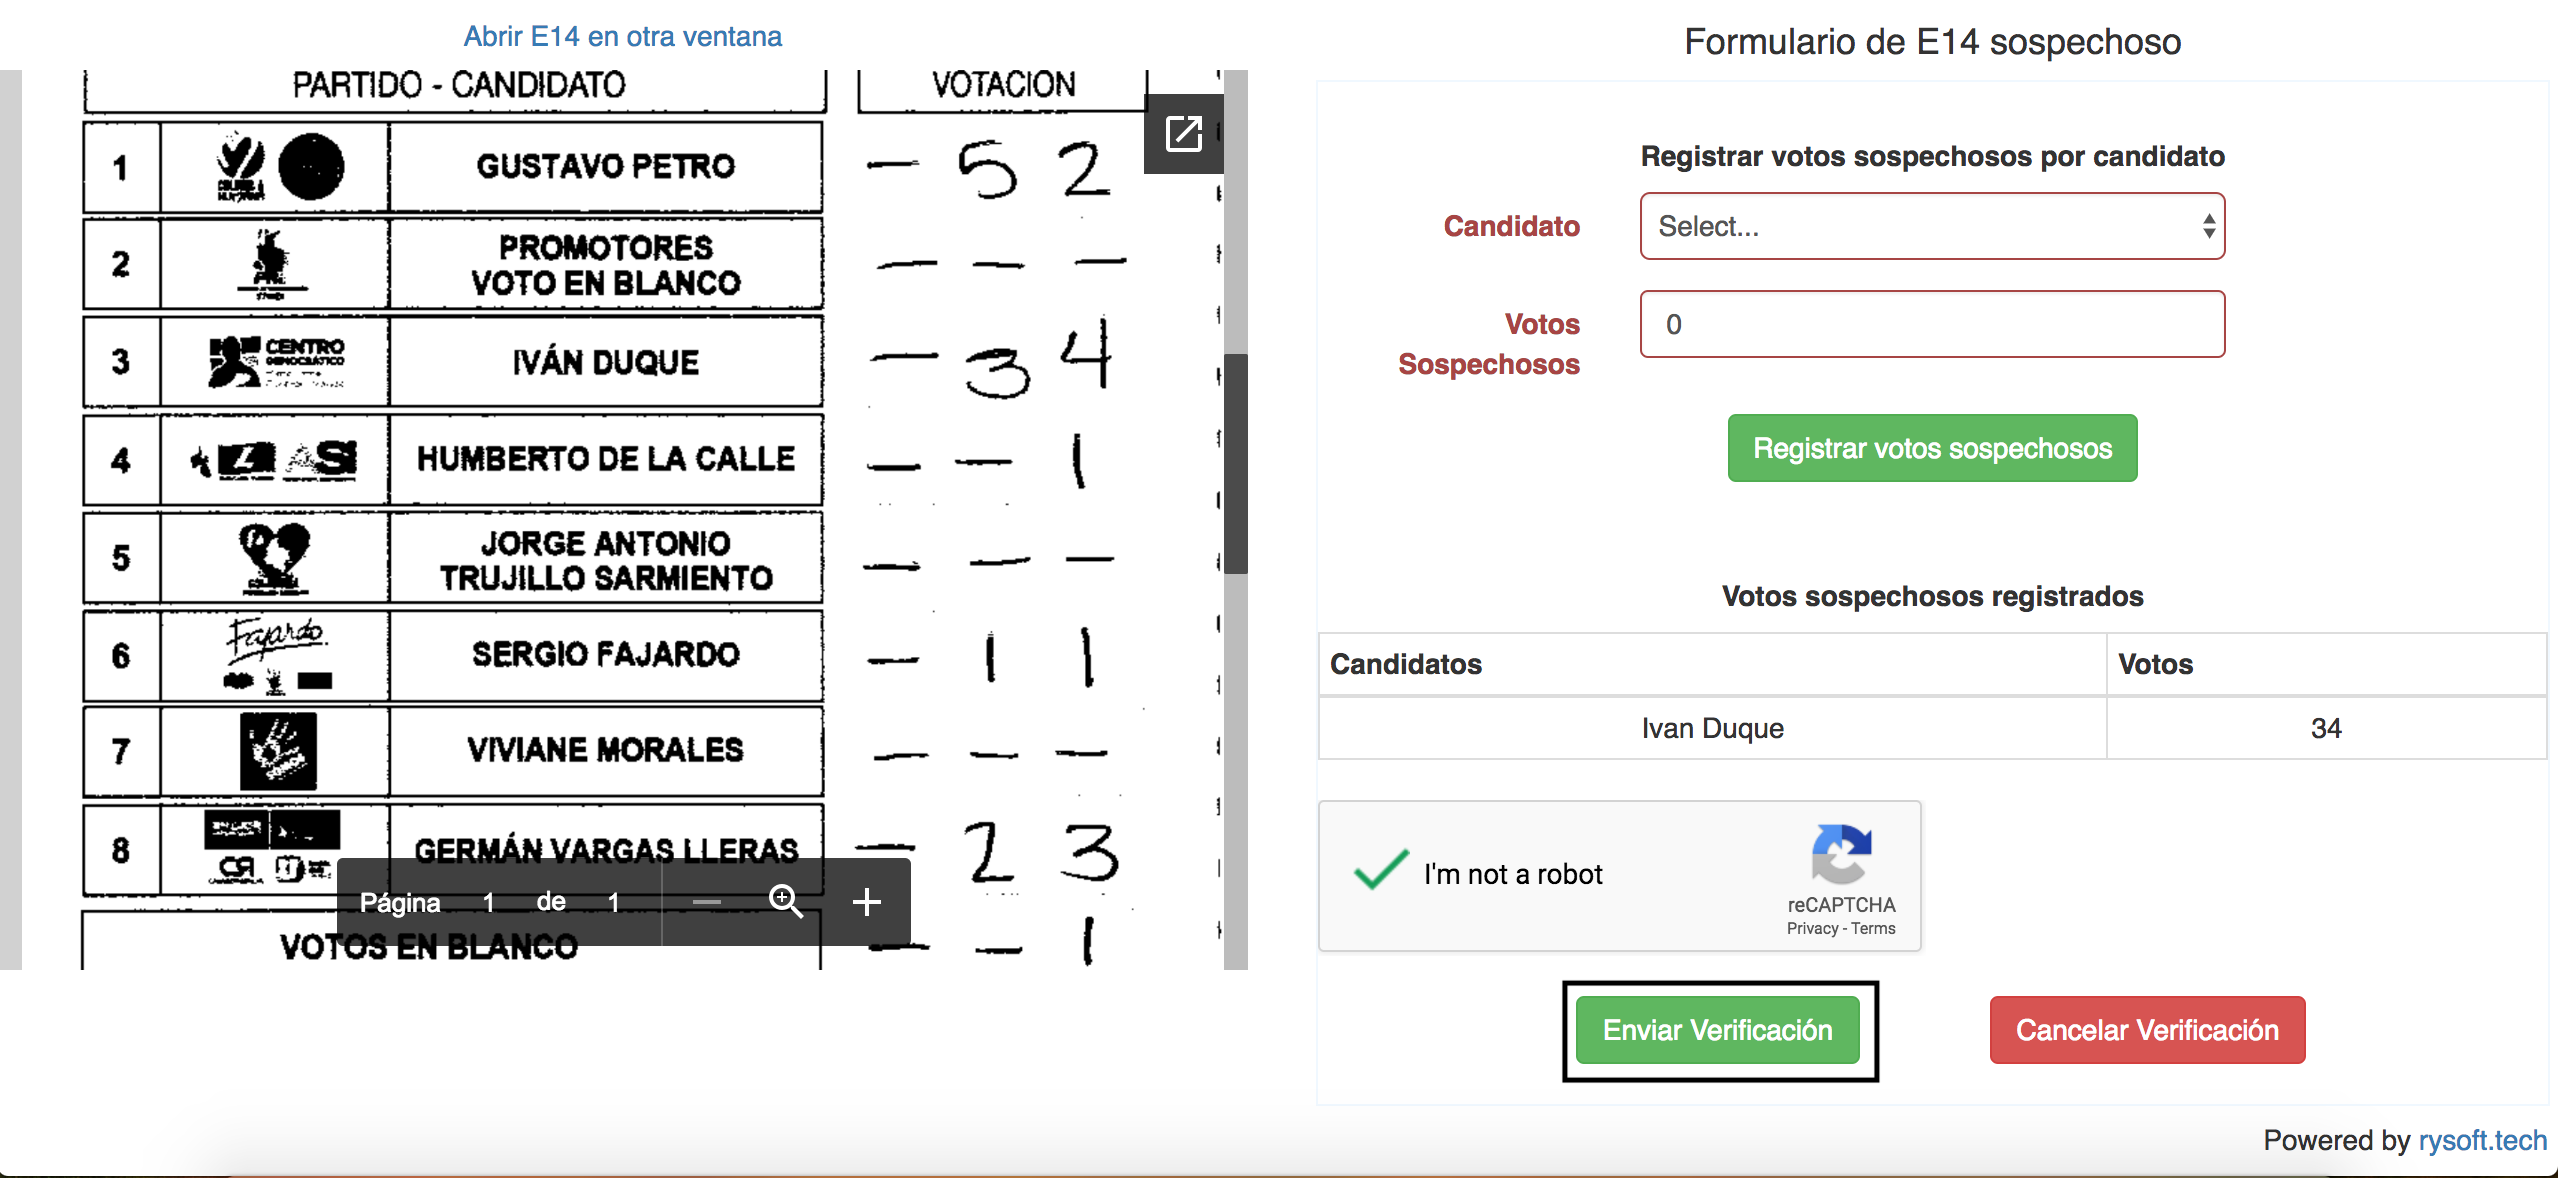 Abrir E14 en otra ventana
PARTIDO - CANDIDATO VOTACION
1 GUSTAVO PETRO - 5 2
2 PROMOTORES
VOTO EN BLANCO - - -
3 CENTRO
DEMOCRÁTICO IVÁN DUQUE - 3 4
4 L AS HUMBERTO DE LA CALLE - - 1
5 JORGE ANTONIO
TRUJILLO SARMIENTO - - -
6 Fajardo SERGIO FAJARDO - 1 1
7 VIVIANE MORALES - - -
8 CR GERMÁN VARGAS LLERAS - 2 3
Página 1 de 1
VOTOS EN BLANCO - - 1
Formulario de E14 sospechoso
Registrar votos sospechosos por candidato
Candidato Select...
Votos
Sospechosos 0
Registrar votos sospechosos
Votos sospechosos registrados
Candidatos Votos
Ivan Duque 34
I'm not a robot
reCAPTCHA
Privacy - Terms
Enviar Verificación Cancelar Verificación
Powered by rysoft.tech